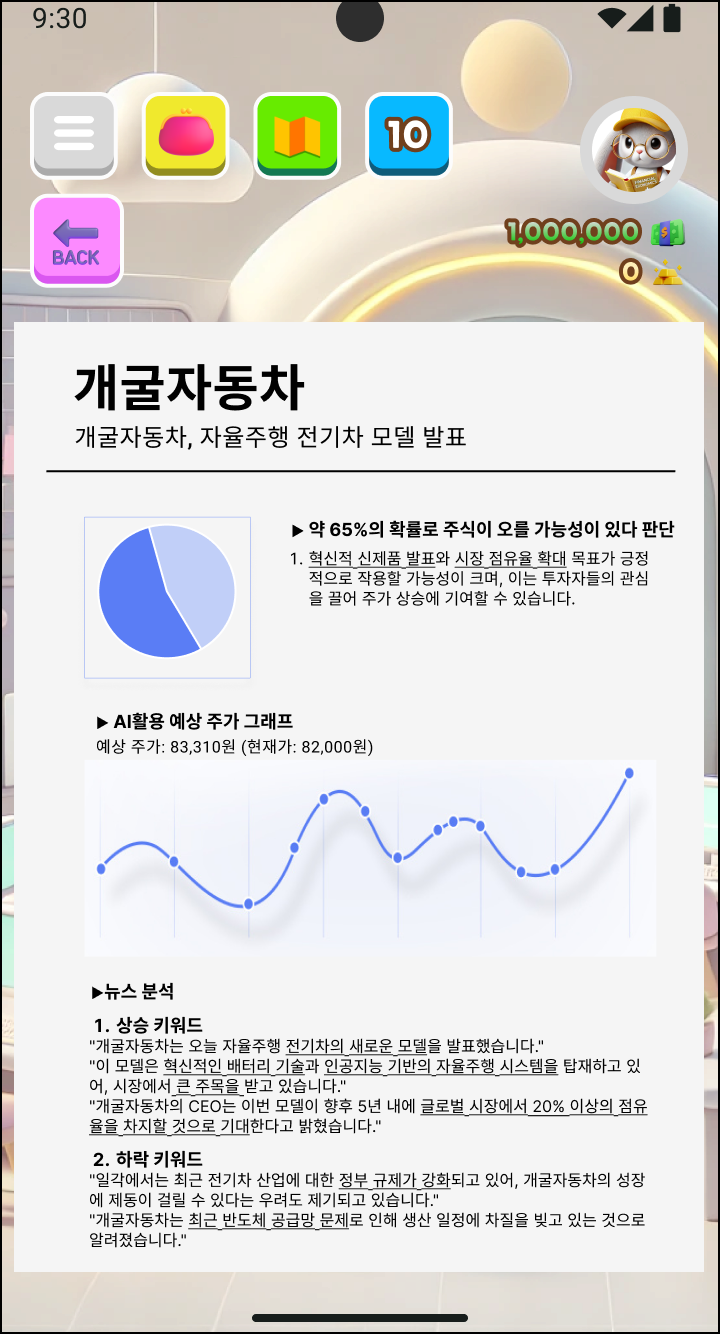 9:30
10
BACK
1,000,000
0
개굴자동차
개굴자동차, 자율주행 전기차 모델 발표
▶ 약 65%의 확률로 주식이 오를 가능성이 있다 판단
1. 혁신적 신제품 발표와 시장 점유율 확대 목표가 긍정
적으로 작용할 가능성이 크며, 이는 투자자들의 관심
을 끌어 주가 상승에 기여할 수 있습니다.
▶ AI활용 예상 주가 그래프
예상 주가: 83,310원 (현재가: 82,000원)
▶뉴스 분석
1. 상승 키워드
"개굴자동차는 오늘 자율주행 전기차의 새로운 모델을 발표했습니다."
"이 모델은 혁신적인 배터리 기술과 인공지능 기반의 자율주행 시스템을 탑재하고 있
어, 시장에서 큰 주목을 받고 있습니다."
"개굴자동차의 CEO는 이번 모델이 향후 5년 내에 글로벌 시장에서 20% 이상의 점유
율을 차지할 것으로 기대한다고 밝혔습니다."
2. 하락 키워드
"일각에서는 최근 전기차 산업에 대한 정부 규제가 강화되고 있어, 개굴자동차의 성장
에 제동이 걸릴 수 있다는 우려도 제기되고 있습니다."
"개굴자동차는 최근 반도체 공급망 문제로 인해 생산 일정에 차질을 빚고 있는 것으로
알려졌습니다."